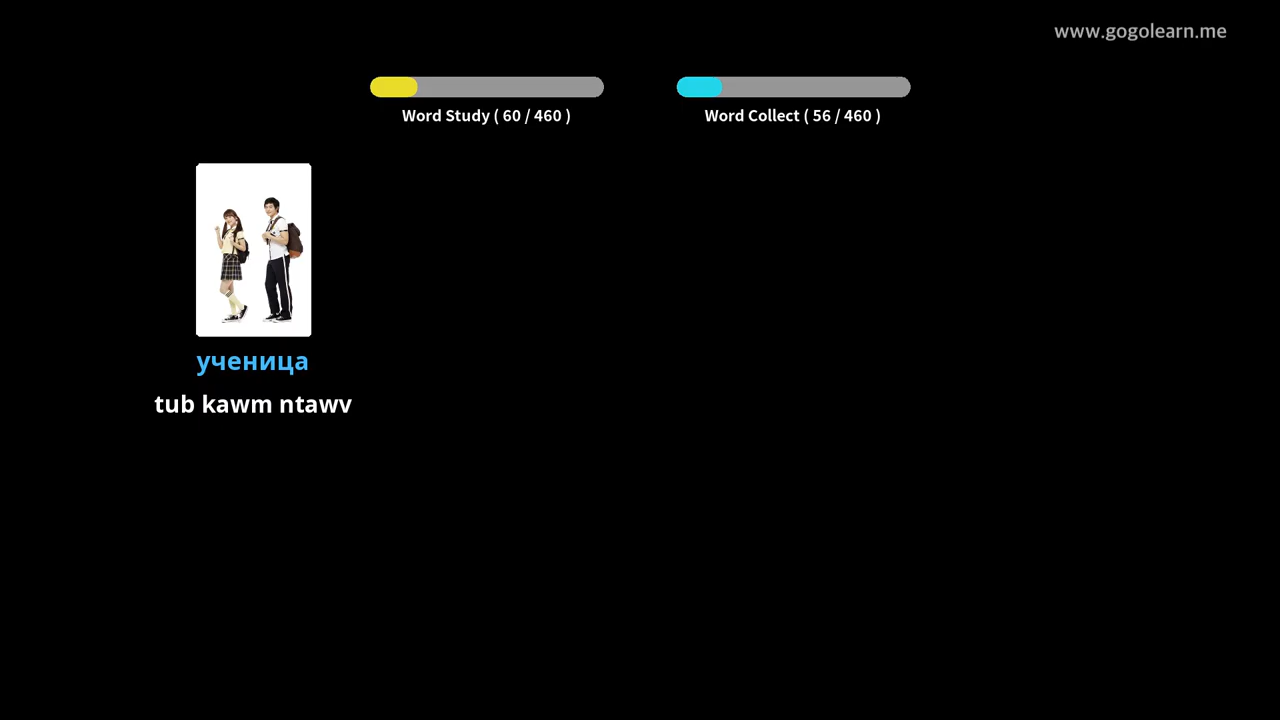 www.gogolearn.me
Word Study ( 60 / 460 )
Word Collect ( 56 / 460 )
ученица
tub kawm ntawv